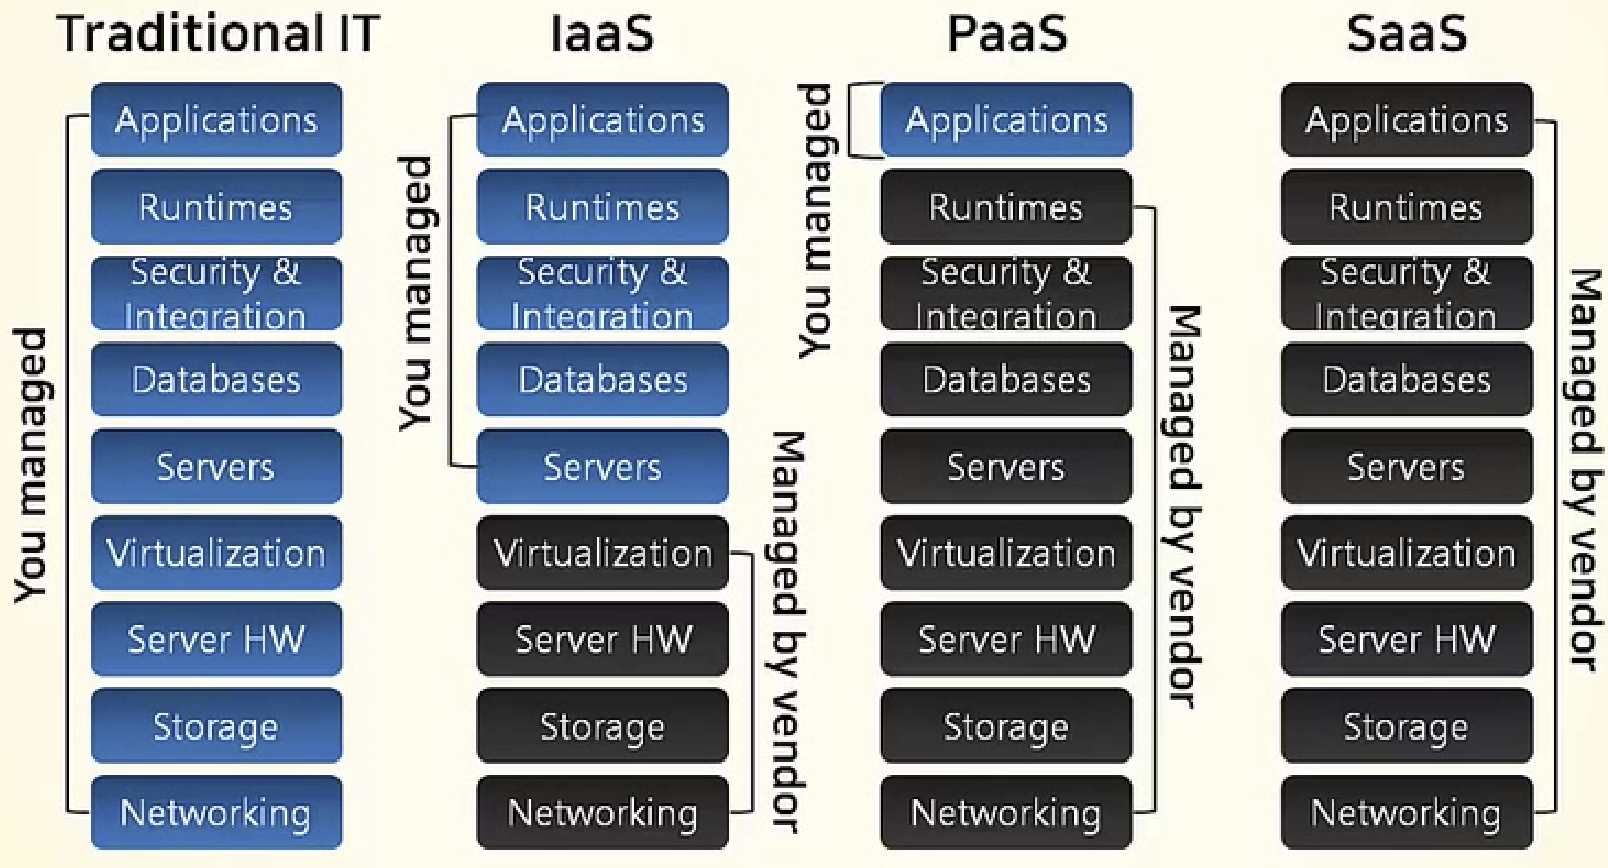 Traditional IT
IaaS
PaaS
SaaS
You managed
Applications
Runtimes
Security &
Integration
Databases
Servers
Virtualization
Server HW
Storage
Networking
You managed
Applications
Runtimes
Security &
Integration
Databases
Servers
Virtualization
Server HW
Storage
Networking
Managed by vendor
You managed
Applications
Runtimes
Security &
Integration
Databases
Servers
Virtualization
Server HW
Storage
Networking
Managed by vendor
Applications
Runtimes
Security &
Integration
Databases
Servers
Virtualization
Server HW
Storage
Networking
Managed by vendor